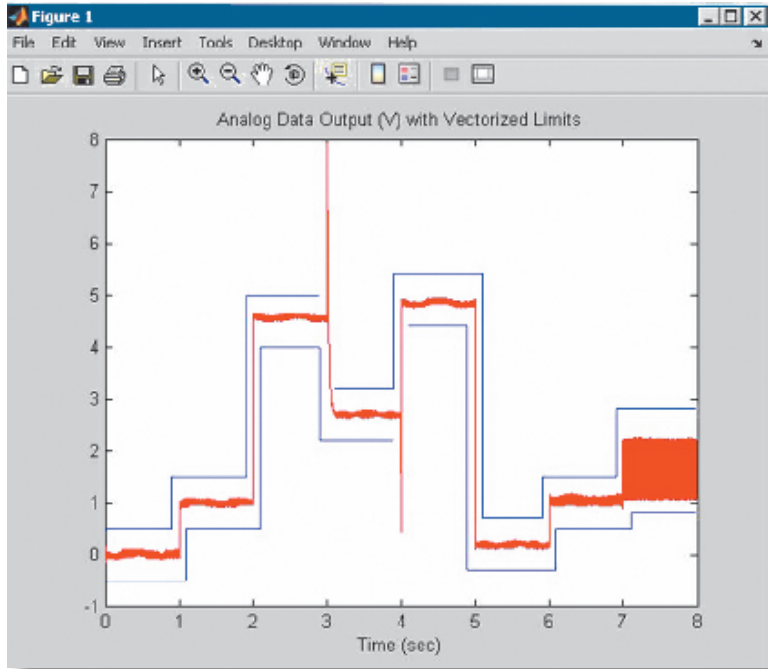 Figure 1
File Edit View Insert Tools Desktop Window Help
Analog Data Output (V) with Vectorized Limits
8
7
6
5
4
3
2
1
0
-1
0 1 2 3 4 5 6 7 8
Time (sec)